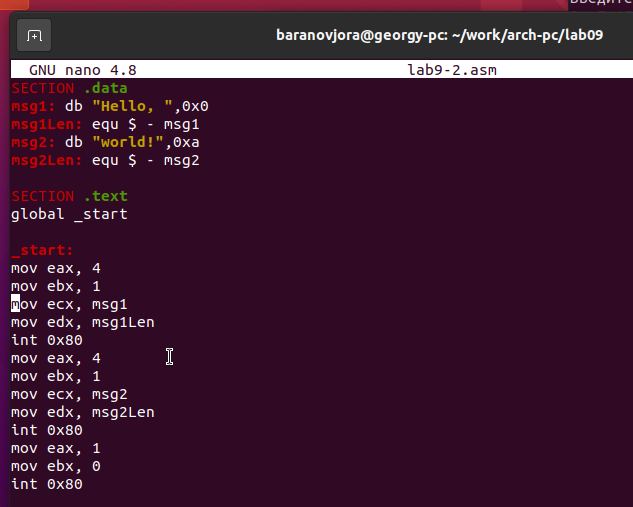 Введите
baranovjora@georgy-pc: ~/work/arch-pc/lab09
GNU nano 4.8 lab9-2.asm
SECTION .data
msg1: db "Hello, ",0x0
msg1Len: equ $ - msg1
msg2: db "world!",0xa
msg2Len: equ $ - msg2
SECTION .text
global _start
_start:
mov eax, 4
mov ebx, 1
mov ecx, msg1
mov edx, msg1Len
int 0x80
mov eax, 4
mov ebx, 1
mov ecx, msg2
mov edx, msg2Len
int 0x80
mov eax, 1
mov ebx, 0
int 0x80